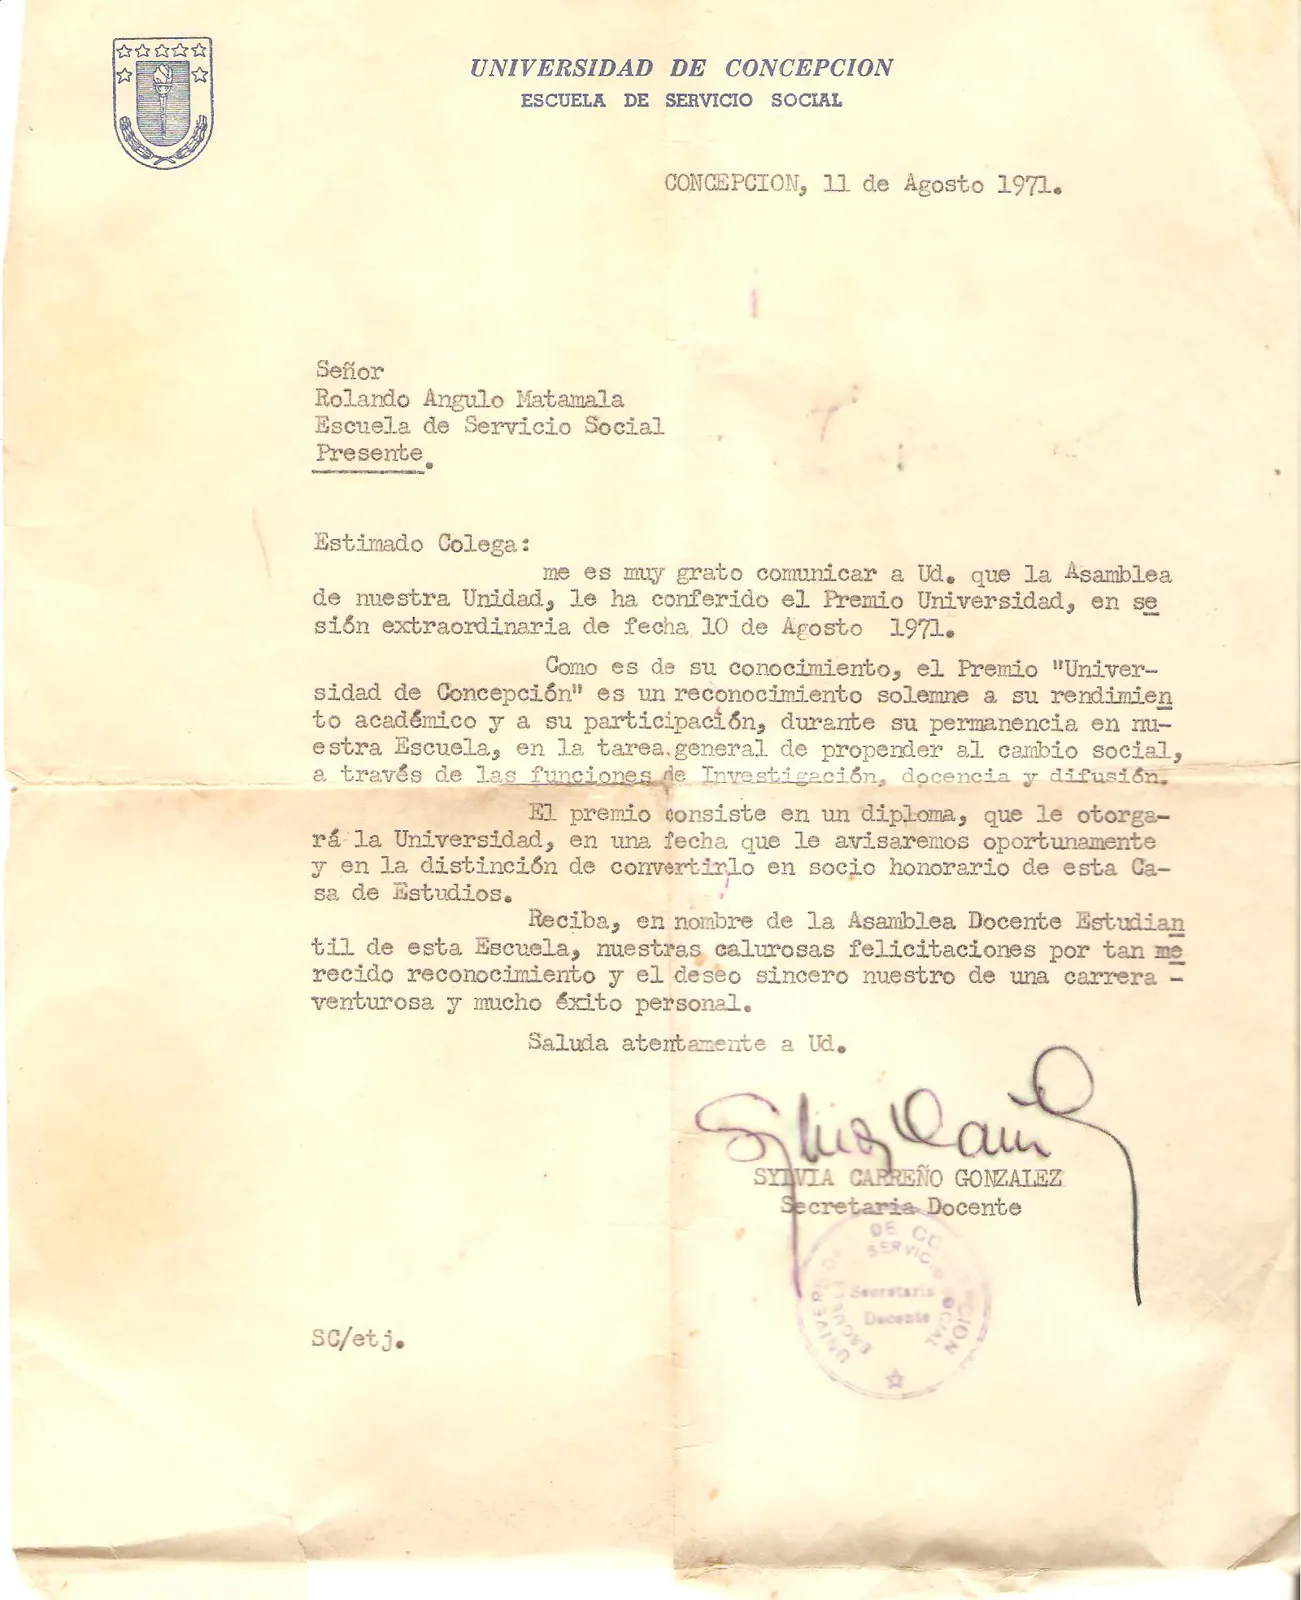 UNIVERSIDAD DE CONCEPCION
ESCUELA DE SERVICIO SOCIAL
CONCEPCION, 11 de Agosto 1971.
Señor
Rolando Angulo Matamala
Escuela de Servicio Social
Presente.
Estimado Colega:
me es muy grato comunicar a Ud. que la Asamblea
de nuestra Unidad, le ha conferido el Premio Universidad, en se
sión extraordinaria de fecha 10 de Agosto 1971.
Como es de su conocimiento, el Premio "Univer-
sidad de Concepción" es un reconocimiento solemne a su rendimien
to académico y a su participación, durante su permanencia en nu-
estra Escuela, en la tarea general de propender al cambio social,
a través de las funciones de Investigación, docencia y difusión.
El premio consiste en un diploma, que le otorga-
rá la Universidad, en una fecha que le avisaremos oportunamente
y en la distinción de convertirlo en socio honorario de esta Ca-
sa de Estudios.
Reciba, en nombre de la Asamblea Docente Estudian
til de esta Escuela, nuestras calurosas felicitaciones por tan me
recido reconocimiento y el deseo sincero nuestro de una carrera -
venturosa y mucho éxito personal.
Saluda atentamente a Ud.
SYLVIA CARREÑO GONZALEZ
Secretaria Docente
DE
Secretaria
Docente
SC/etj.